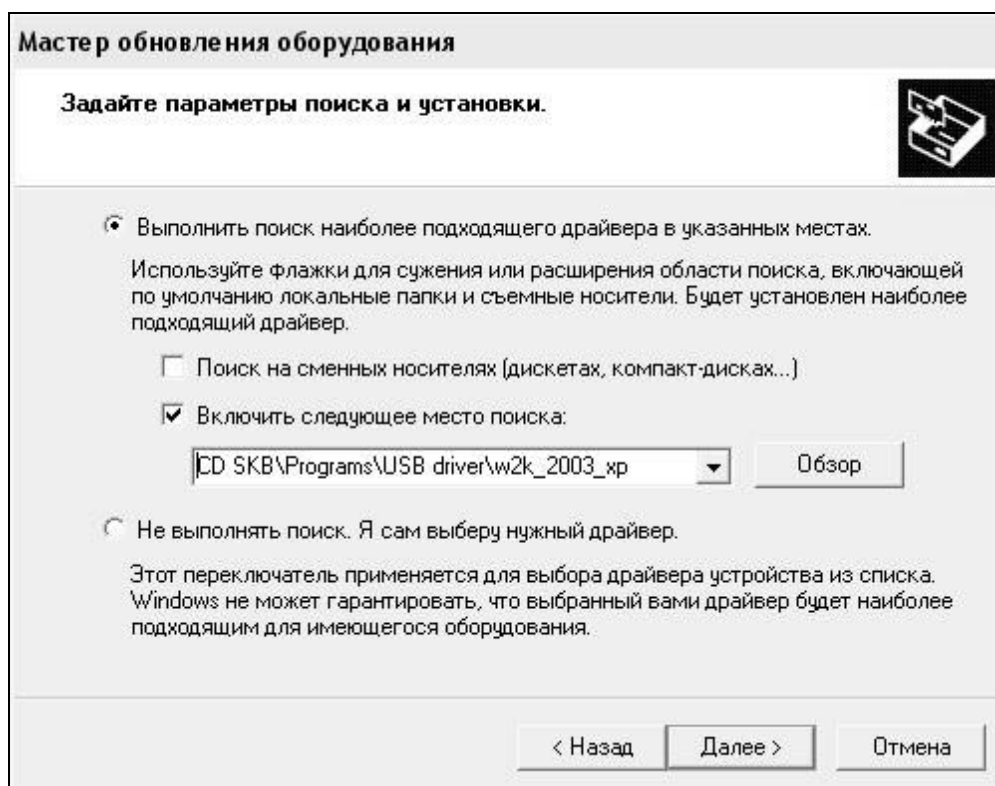 Мастер обновления оборудования
Задайте параметры поиска и установки.
Выполнить поиск наиболее подходящего драйвера в указанных местах.
Используйте флажки для сужения или расширения области поиска, включающей
по умолчанию локальные папки и съемные носители. Будет установлен наиболее
подходящий драйвер.
Поиск на сменных носителях (дискетах, компакт-дисках...)
Включить следующее место поиска:
CD SKB\Programs\USB driver\w2k_2003_xp
Обзор
Не выполнять поиск. Я сам выберу нужный драйвер.
Этот переключатель применяется для выбора драйвера устройства из списка.
Windows не может гарантировать, что выбранный вами драйвер будет наиболее
подходящим для имеющегося оборудования.
< Назад
Далее >
Отмена